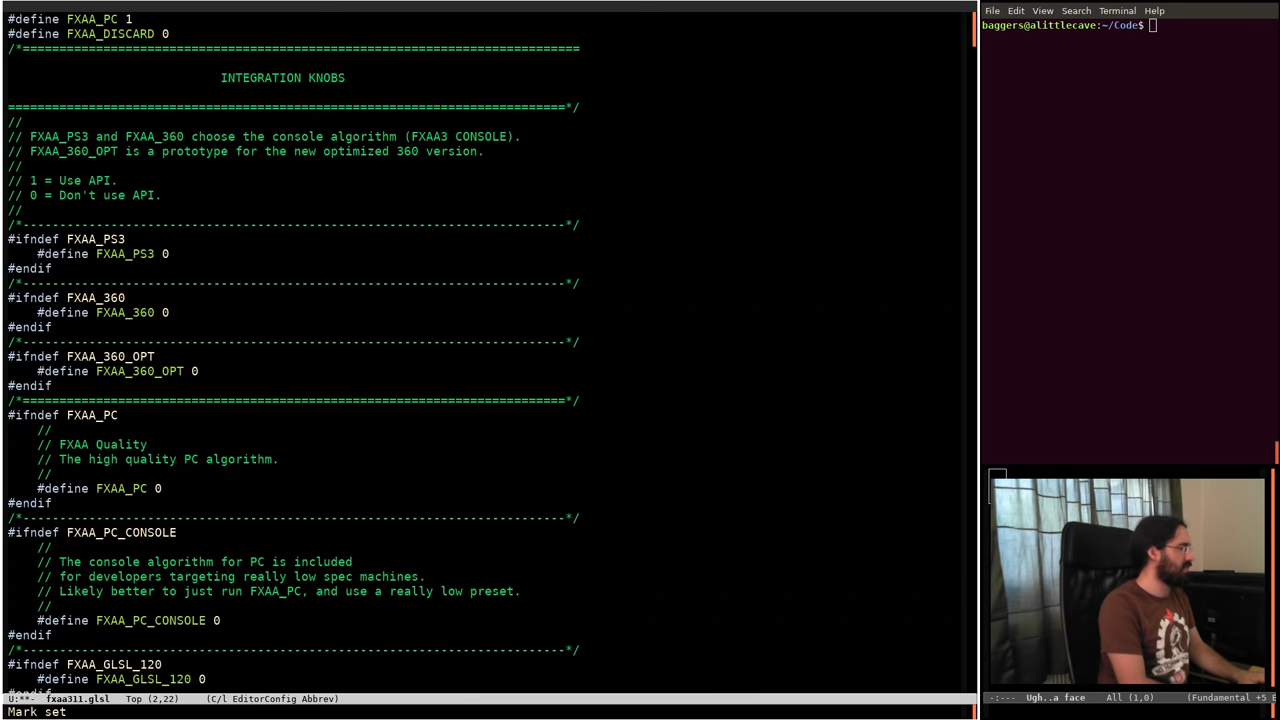 #define FXAA_PC 1
#define FXAA_DISCARD 0
/*============================================================================
INTEGRATION KNOBS
============================================================================*/
//
// FXAA_PS3 and FXAA_360 choose the console algorithm (FXAA3 CONSOLE).
// FXAA_360_OPT is a prototype for the new optimized 360 version.
//
// 1 = Use API.
// 0 = Don't use API.
//
/*--------------------------------------------------------------------------*/
#ifndef FXAA_PS3
#define FXAA_PS3 0
#endif
/*--------------------------------------------------------------------------*/
#ifndef FXAA_360
#define FXAA_360 0
#endif
/*--------------------------------------------------------------------------*/
#ifndef FXAA_360_OPT
#define FXAA_360_OPT 0
#endif
/*==========================================================================*/
#ifndef FXAA_PC
//
// FXAA Quality
// The high quality PC algorithm.
//
#define FXAA_PC 0
#endif
/*--------------------------------------------------------------------------*/
#ifndef FXAA_PC_CONSOLE
//
// The console algorithm for PC is included
// for developers targeting really low spec machines.
// Likely better to just run FXAA_PC, and use a really low preset.
//
#define FXAA_PC_CONSOLE 0
#endif
/*--------------------------------------------------------------------------*/
#ifndef FXAA_GLSL_120
#define FXAA_GLSL_120 0
U:**- fxaa311.glsl Top (2,22) (C/l EditorConfig Abbrev)
Mark set
File Edit View Search Terminal Help
baggers@alittlecave:~/Code$
-:--- Ugh..a face All (1,0) (Fundamental +5